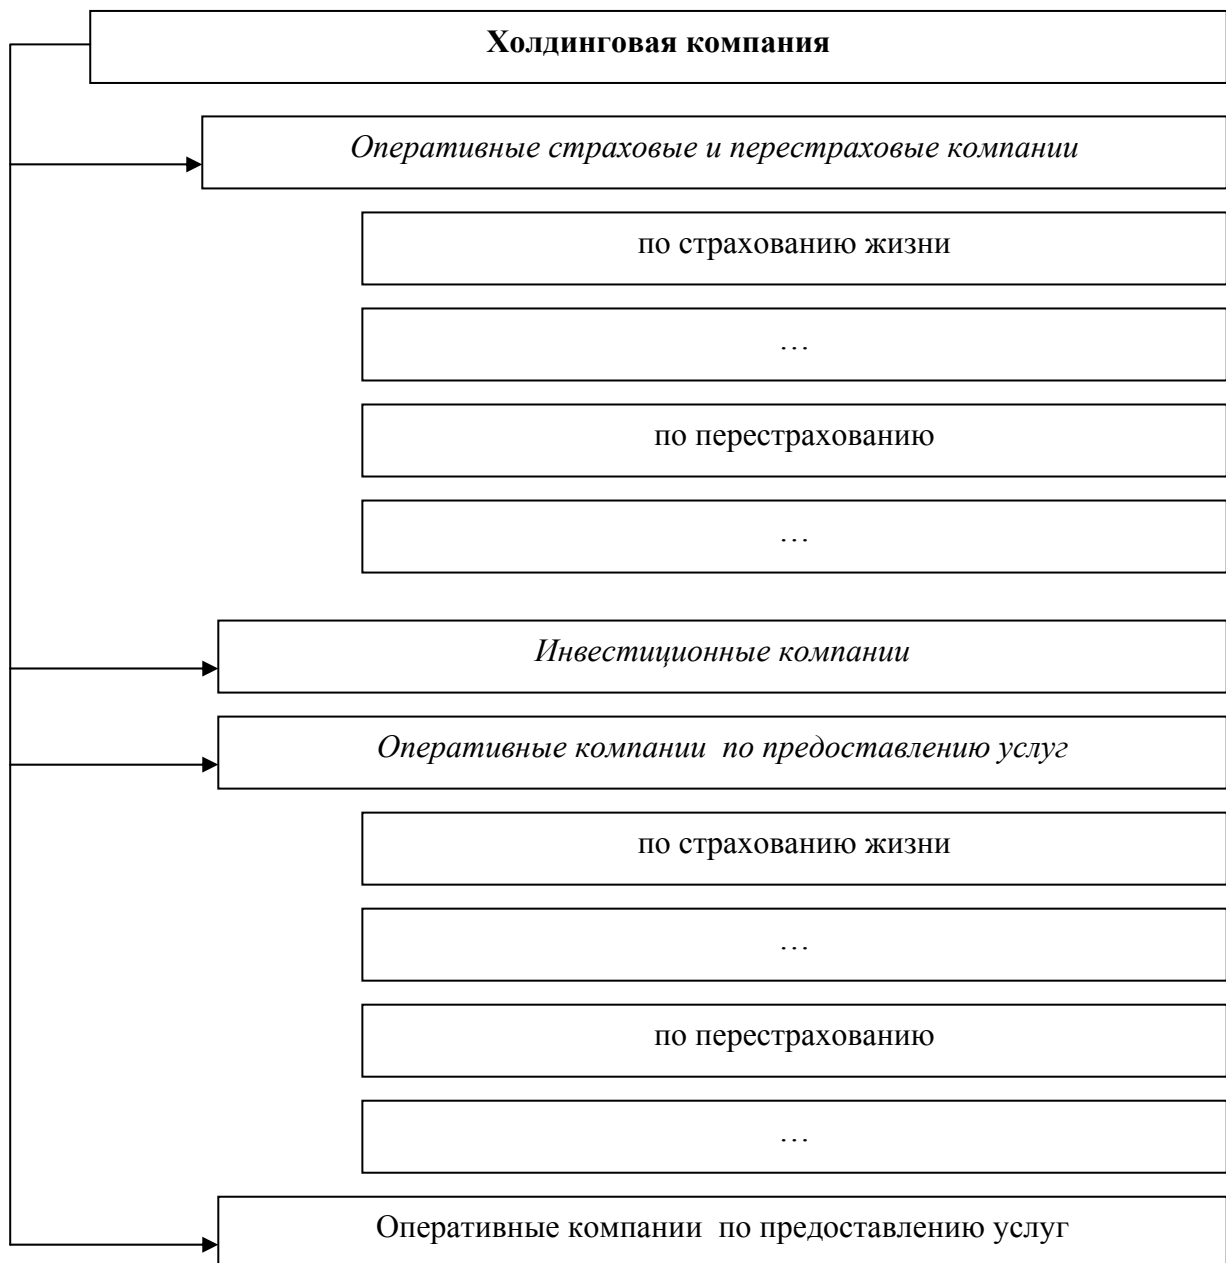 Холдинговая компания
Оперативные страховые и перестраховые компании
по страхованию жизни
…
по перестрахованию
…
Инвестиционные компании
Оперативные компании  по предоставлению услуг
по страхованию жизни
…
по перестрахованию
…
Оперативные компании  по предоставлению услуг